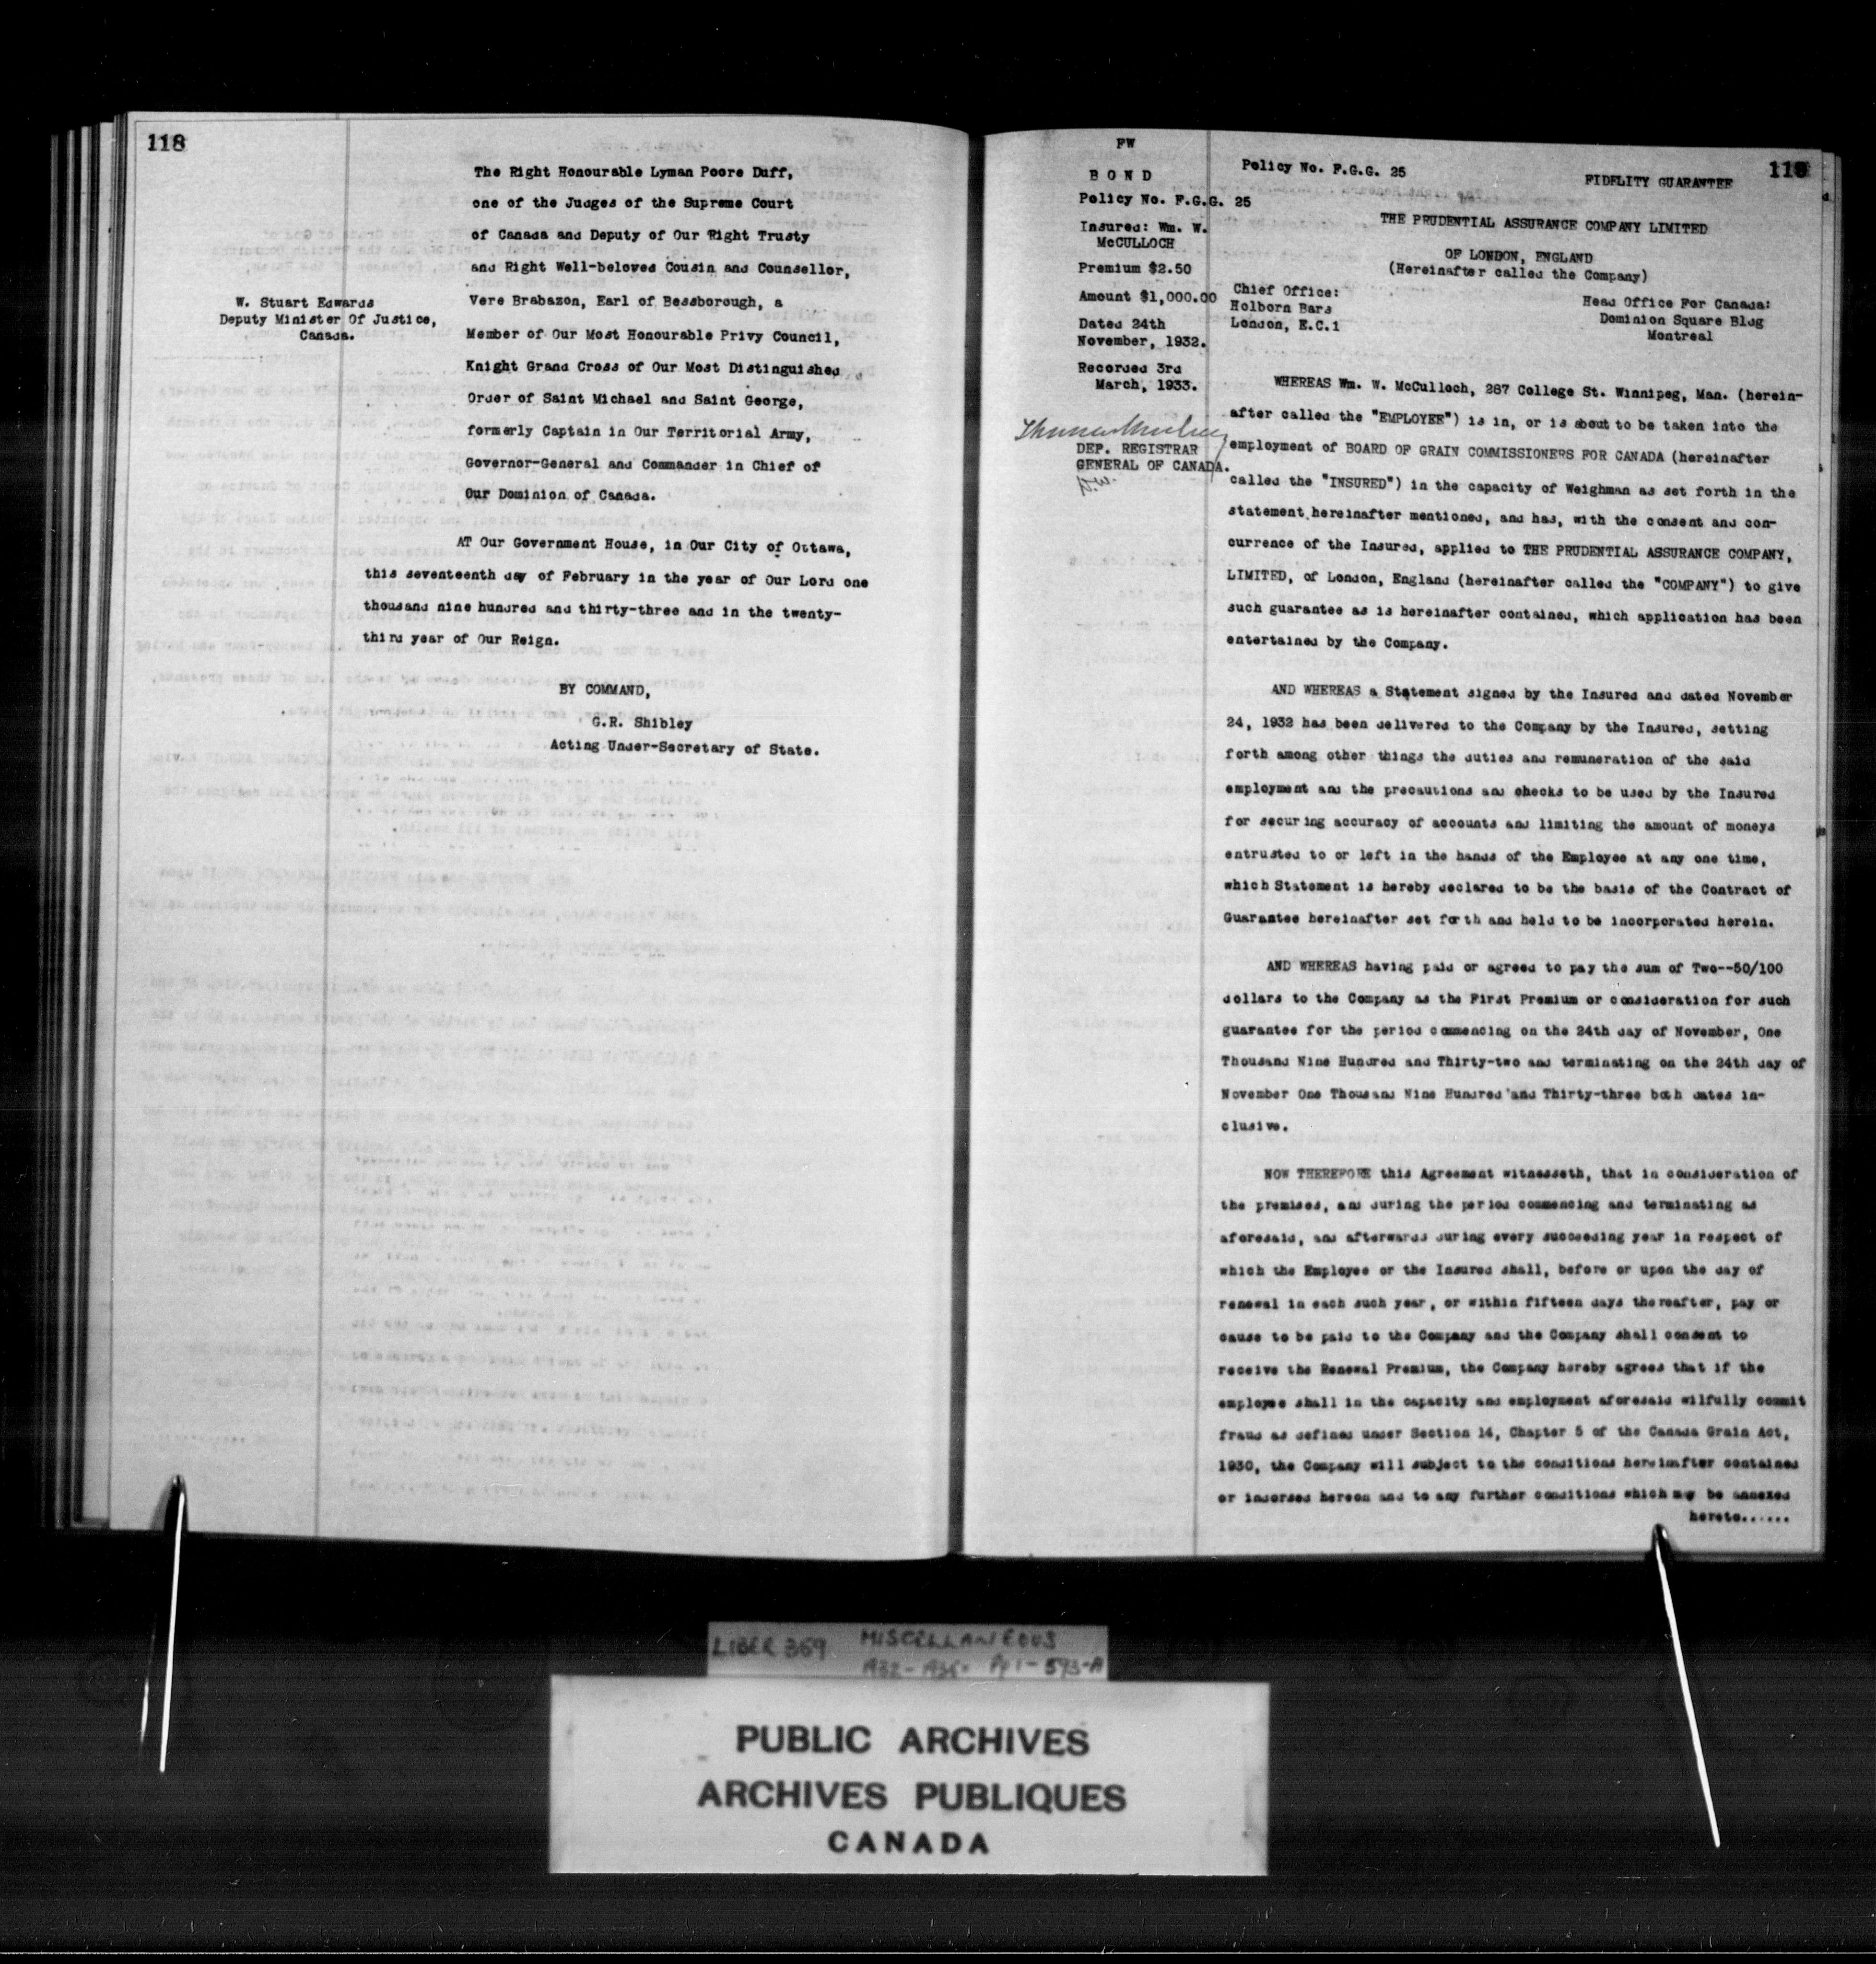 118
The Right Honourable Lyman Poore Duff,
one of the Judges of the Supreme Court
of Canada and Deputy of Our Right Trusty
and Right Well-beloved Cousin and Counsellor,
Vere Brabazon, Earl of Bessborough, a
Member of Our Most Honourable Privy Council,
Knight Grand Cross of Our Most Distinguished
Order of Saint Michael and Saint George,
formerly Captain in Our Territorial Army,
Governor-General and Commander in Chief of
Our Dominion of Canada.
W. Stuart Edwards
Deputy Minister Of Justice,
Canada.
AT Our Government House, in Our City of Ottawa,
this seventeenth day of February in the year of Our Lord one
thousand nine hundred and thirty-three and in the twenty-
third year of Our Reign.
BY COMMAND,
G.R. Shibley
Acting Under-Secretary of State.
FW
B O N D
Policy No. F.G.G. 25
Insured: Wm. W.
McCULLOCH
Premium $2.50
Amount $1,000.00
Dated 24th
November, 1932.
Recorded 3rd
March, 1933.
DEP. REGISTRAR
GENERAL OF CANADA.
119
Policy No. F.G.G. 25
FIDELITY GUARANTEE
THE PRUDENTIAL ASSURANCE COMPANY LIMITED
OF LONDON, ENGLAND
(Hereinafter called the Company)
Chief Office:
Holborn Bars
London, E.C.1
Head Office For Canada:
Dominion Square Bldg
Montreal
WHEREAS Wm. W. McCulloch, 287 College St. Winnipeg, Man. (herein-
after called the "EMPLOYEE") is in, or is about to be taken into the
employment of BOARD OF GRAIN COMMISSIONERS FOR CANADA (hereinafter
called the "INSURED") in the capacity of Weighman as set forth in the
statement hereinafter mentioned, and has, with the consent and con-
currence of the Insured, applied to THE PRUDENTIAL ASSURANCE COMPANY,
LIMITED, of London, England (hereinafter called the "COMPANY") to give
such guarantee as is hereinafter contained, which application has been
entertained by the Company.
AND WHEREAS a Statement signed by the Insured and dated November
24, 1932 has been delivered to the Company by the Insured, setting
forth among other things the duties and remuneration of the said
employment and the precautions and checks to be used by the Insured
for securing accuracy of accounts and limiting the amount of moneys
entrusted to or left in the hands of the Employee at any one time,
which Statement is hereby declared to be the basis of the Contract of
Guarantee hereinafter set forth and held to be incorporated herein.
AND WHEREAS having paid or agreed to pay the sum of Two--50/100
dollars to the Company as the First Premium or consideration for such
guarantee for the period commencing on the 24th day of November, One
Thousand Nine Hundred and Thirty-two and terminating on the 24th day of
November One Thousand Nine Hundred and Thirty-three both dates in-
clusive.
NOW THEREFORE this Agreement witnesseth, that in consideration of
the premises, and during the period commencing and terminating as
aforesaid, and afterwards during every succeeding year in respect of
which the Employee or the Insured shall, before or upon the day of
renewal in each such year, or within fifteen days thereafter, pay or
cause to be paid to the Company and the Company shall consent to
receive the Renewal Premium, the Company hereby agrees that if the
employee shall in the capacity and employment aforesaid wilfully commit
fraud as defined under Section 14, Chapter 5 of the Canada Grain Act,
1930, the Company will subject to the conditions hereinafter contained
or indorsed hereon and to any further conditions which may be annexed
hereto......
LIBER 369 MISCELLANEOUS
Pp 1-593-A
PUBLIC ARCHIVES
ARCHIVES PUBLIQUES
CANADA